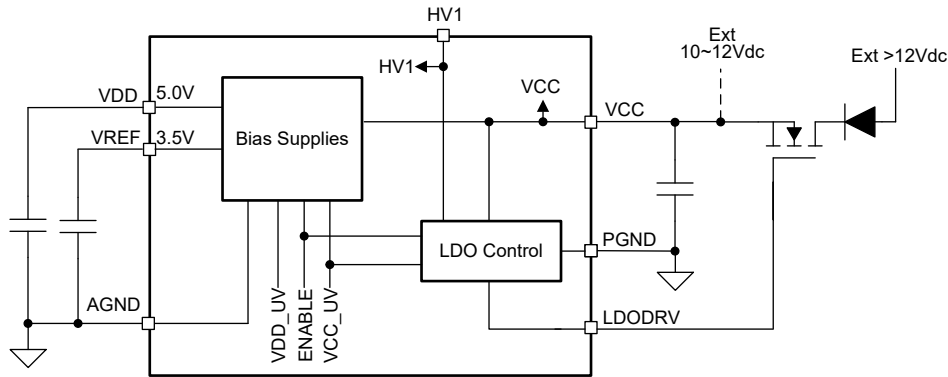 HV1
Ext
10~12Vdc
Ext >12Vdc
HV1
VCC
VDD
5.0V
VCC
VREF
3.5V
Bias Supplies
LDO Control
PGND
AGND
VDD_UV
ENABLE
VCC_UV
LDODRV